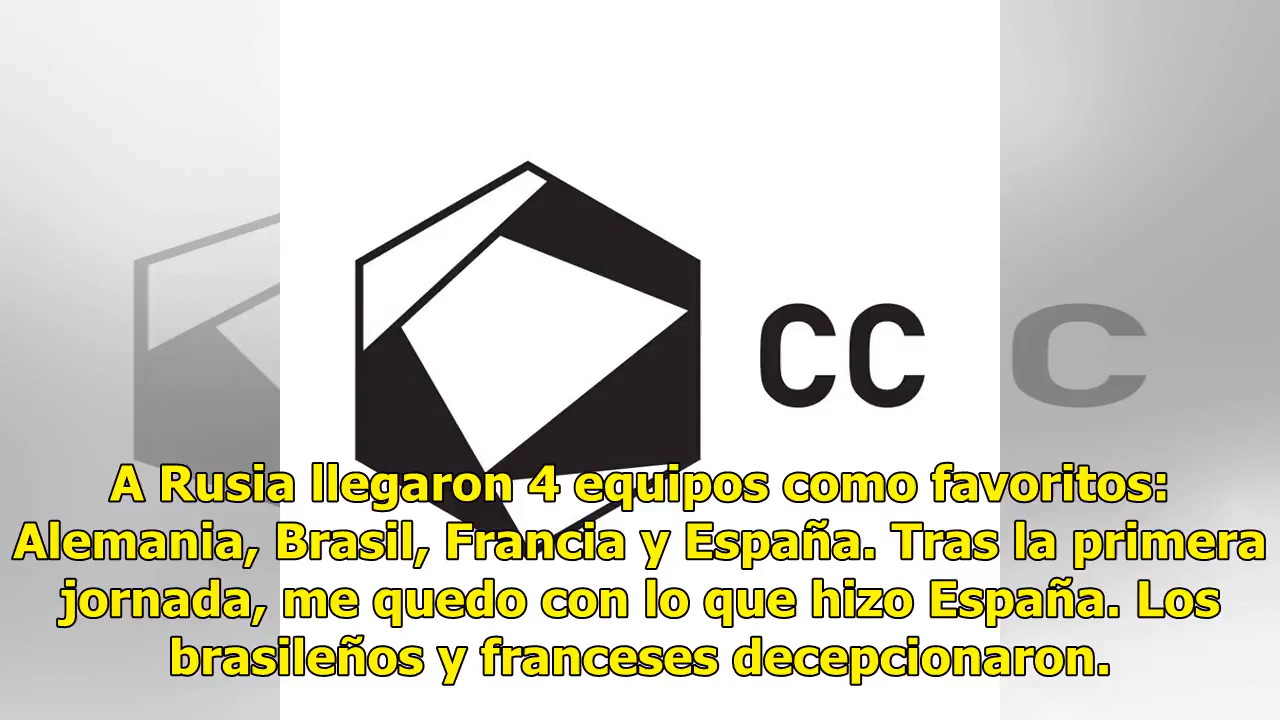 CC
C
A Rusia llegaron 4 equipos como favoritos:
Alemania, Brasil, Francia y España. Tras la primera
jornada, me quedo con lo que hizo España. Los
brasileños y franceses decepcionaron.